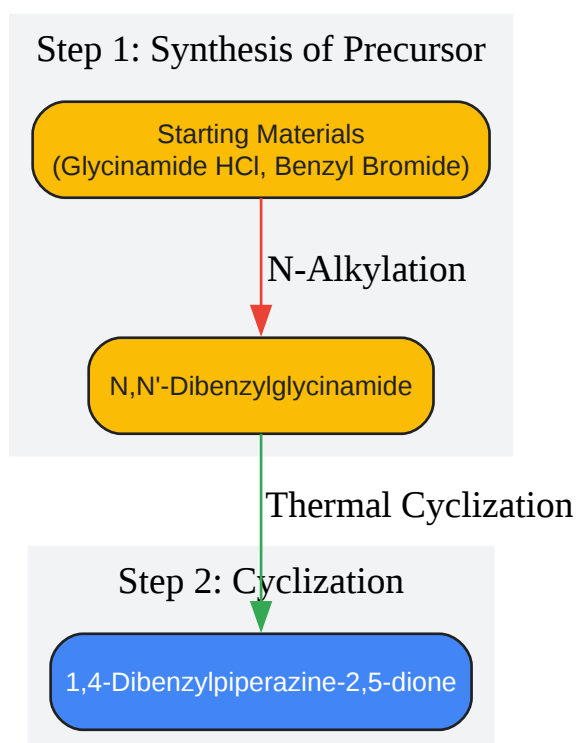 Step 1: Synthesis of Precursor
Starting Materials
(Glycinamide HCl, Benzyl Bromide)
N-Alkylation
N,N'-Dibenzylglycinamide
Thermal Cyclization
Step 2: Cyclization
1,4-Dibenzylpiperazine-2,5-dione